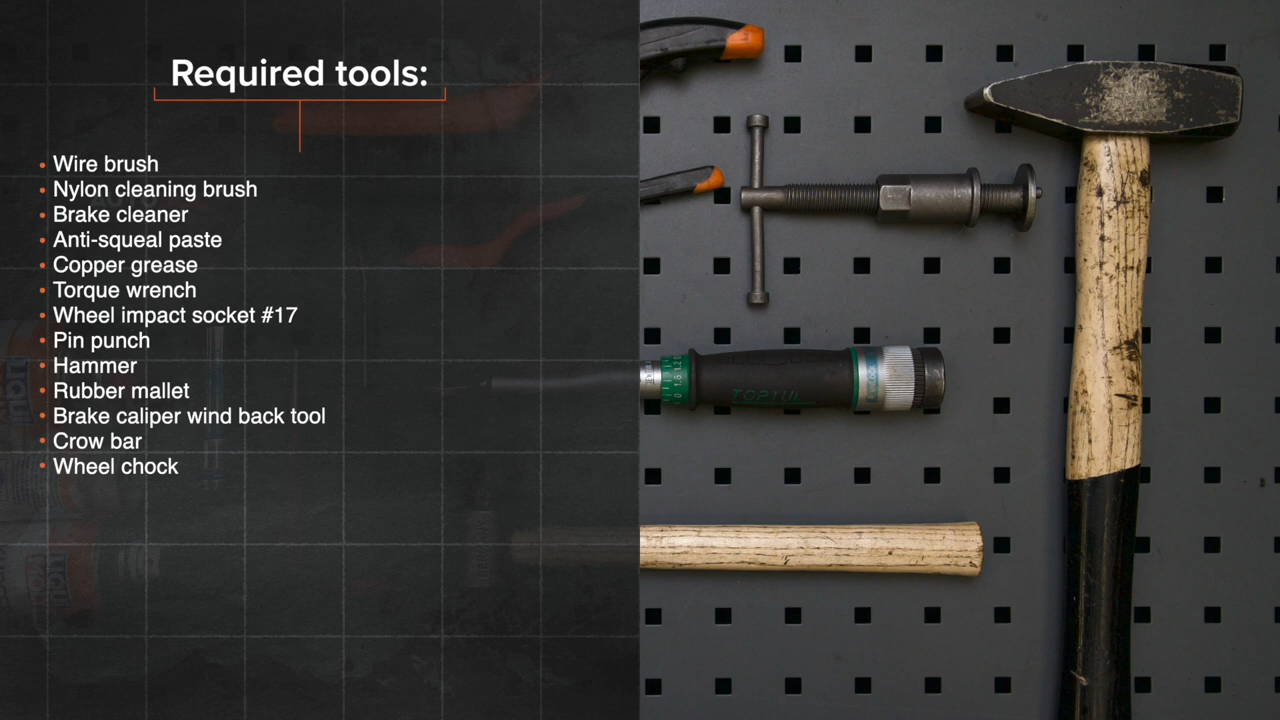 Required tools:
• Wire brush
• Nylon cleaning brush
• Brake cleaner
• Anti-squeal paste
• Copper grease
• Torque wrench
• Wheel impact socket #17
• Pin punch
• Hammer
• Rubber mallet
• Brake caliper wind back tool
• Crow bar
• Wheel chock
TOPTUL